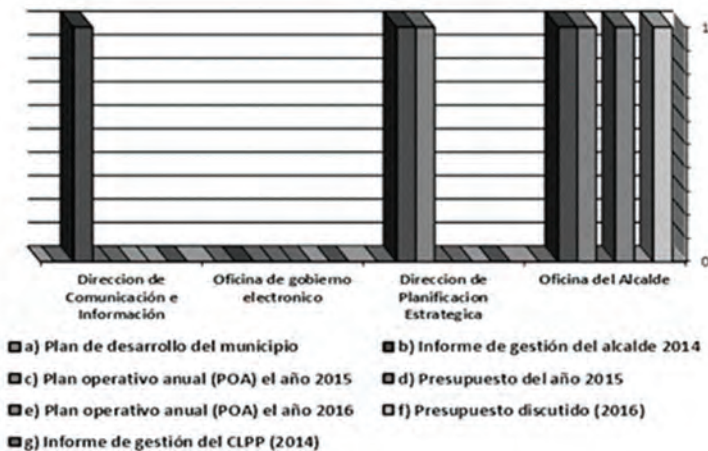 1
0
Direccion de
Comunicación e
Información
Oficina de gobierno
electronico
Direccion de
Planificacion
Estrategica
Oficina del Alcalde
a) Plan de desarrollo del municipio
b) Informe de gestión del alcalde 2014
c) Plan operativo anual (POA) el año 2015
d) Presupuesto del año 2015
e) Plan operativo anual (POA) el año 2016
f) Presupuesto discutido (2016)
g) Informe de gestión del CLPP (2014)